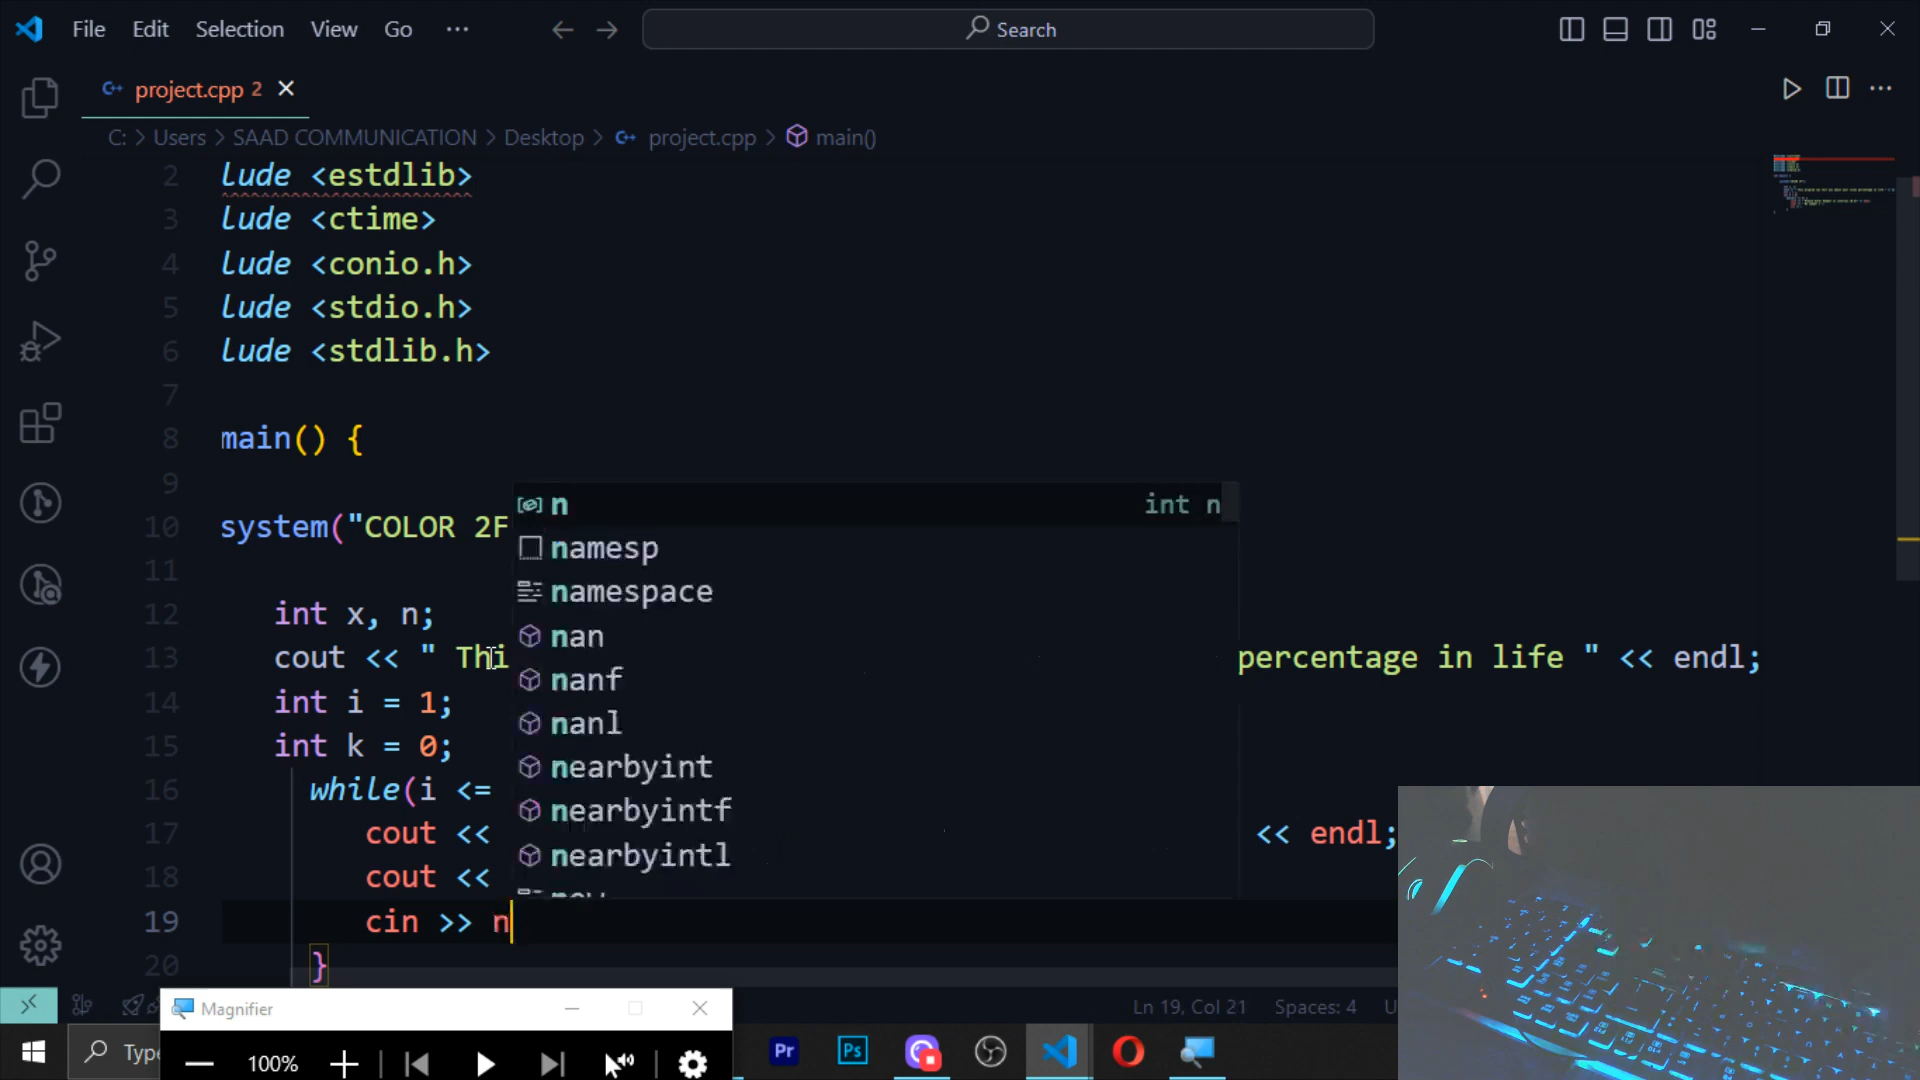 File Edit Selection View Go ...
Search
project.cpp 2
C: > Users > SAAD COMMUNICATION > Desktop > project.cpp > main()
2 lude <estdlib>
3 lude <ctime>
4 lude <conio.h>
5 lude <stdio.h>
6 lude <stdlib.h>
7
8 main() {
9
10 system("COLOR 2F
11
12 int x, n;
13 cout << " Thi percentage in life " << endl;
14 int i = 1;
15 int k = 0;
16 while(i <=
17 cout << << endl;
18 cout <<
19 cin >> n
20 }
n int n
namesp
namespace
nan
nanf
nanl
nearbyint
nearbyintf
nearbyintl
Ln 19, Col 21 Spaces: 4 U
Magnifier
100%
Type
Pr
Ps